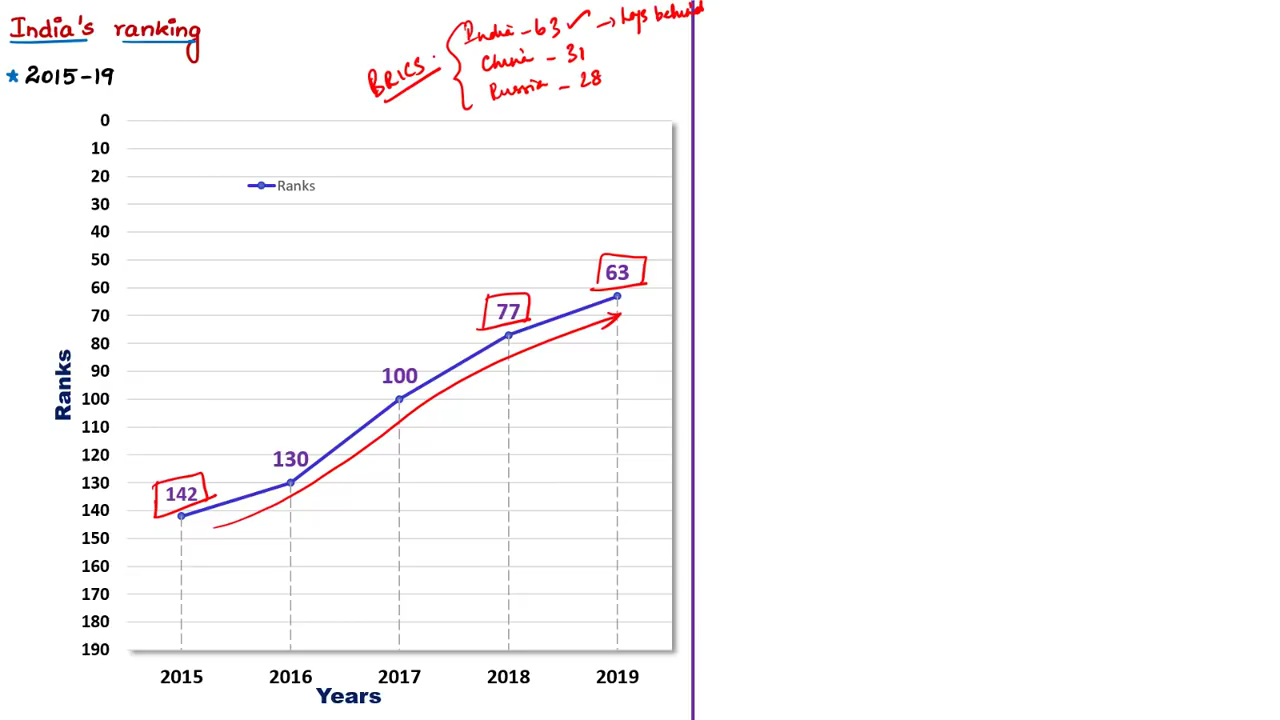 India's ranking
* 2015-19
BRICS
India - 63 ✓ → lags behind
China - 31
Russia - 28
0
10
20
30
40
50
60
70
80
90
100
110
120
130
140
150
160
170
180
190
Ranks
Ranks
142
130
100
77
63
2015 2016 2017 2018 2019
Years